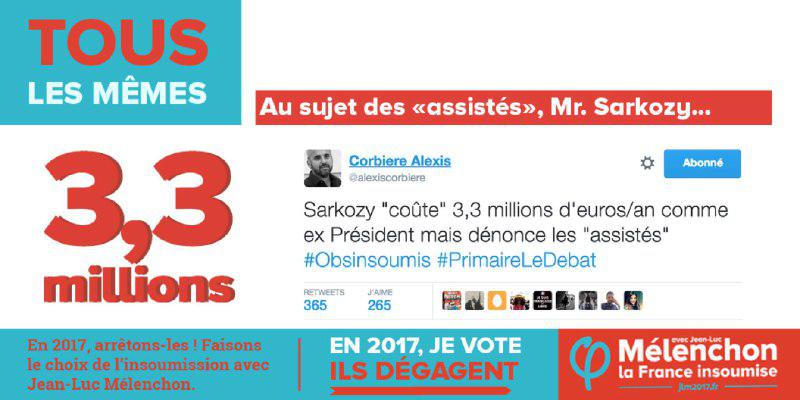 TOUS
LES MÊMES
Au sujet des «assistés», Mr. Sarkozy...
3,3
millions
Corbiere Alexis
@alexiscorbiere
Abonné
Sarkozy "coûte" 3,3 millions d'euros/an comme
ex Président mais dénonce les "assistés"
#Obsinsoumis #PrimaireLeDebat
RETWEETS
365
J'AIME
265
En 2017, arrêtons-les ! Faisons
le choix de l'insoumission avec
Jean-Luc Mélenchon.
EN 2017, JE VOTE
ILS DÉGAGENT
avec Jean-Luc
Mélenchon
la France insoumise
jlm2017.fr